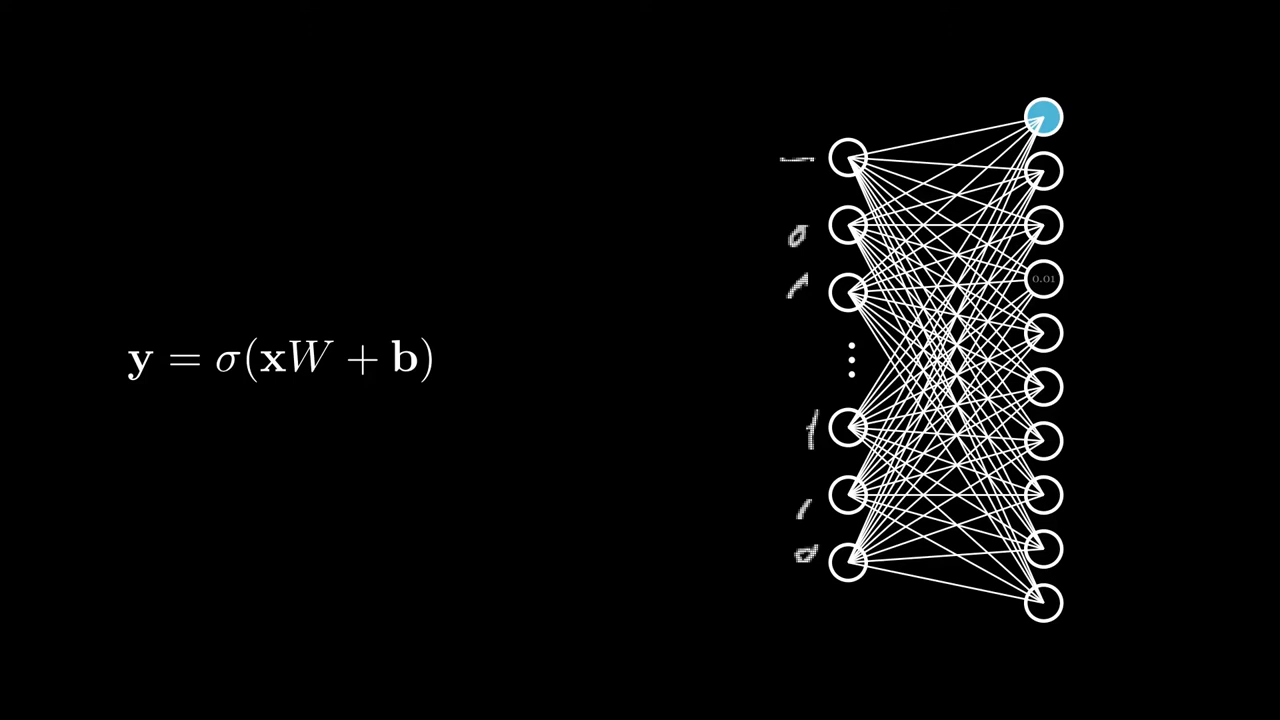 𝐲 = σ(𝐱W + 𝐛)
0.01